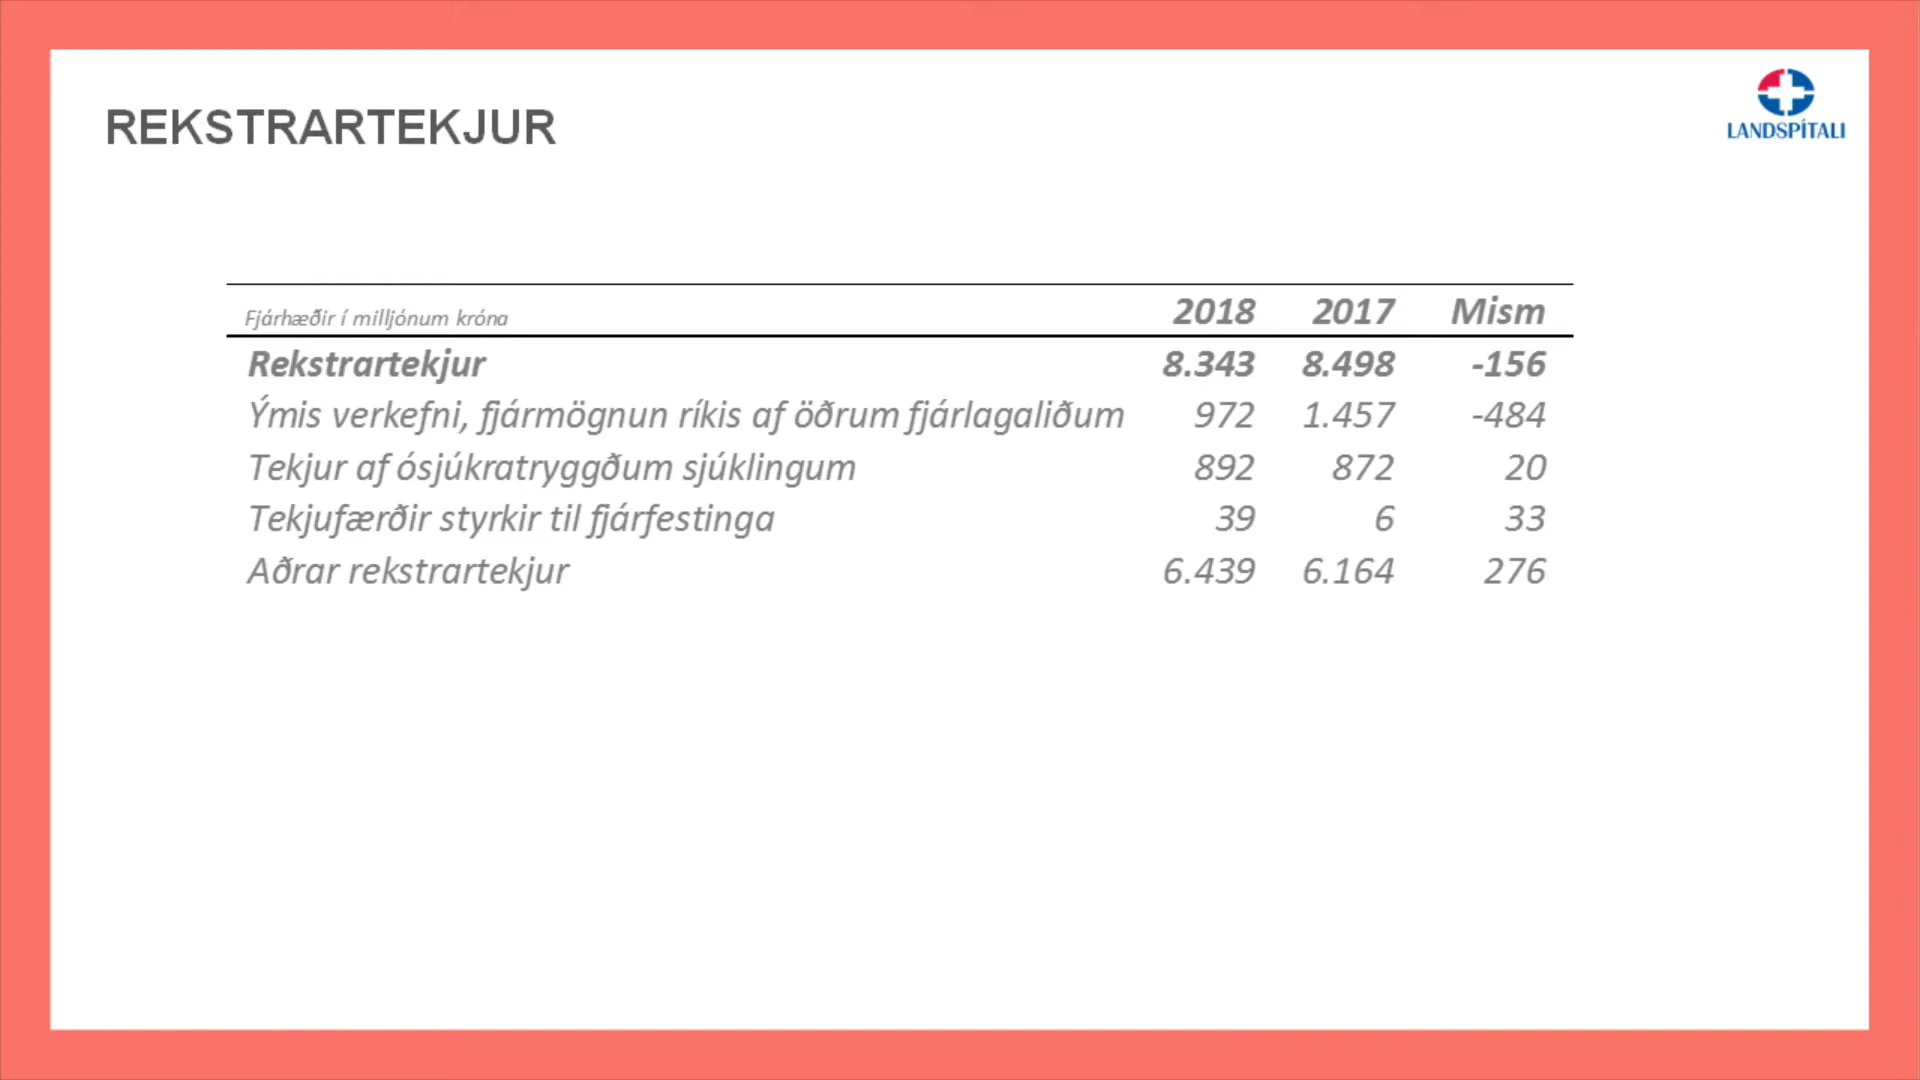 REKSTRARTEKJUR
LANDSPÍTALI
Fjárhæðir í milljónum króna 2018 2017 Mism
Rekstrartekjur 8.343 8.498 -156
Ýmis verkefni, fjármögnun ríkis af öðrum fjárlagaliðum 972 1.457 -484
Tekjur af ósjúkratryggðum sjúklingum 892 872 20
Tekjufærðir styrkir til fjárfestinga 39 6 33
Aðrar rekstrartekjur 6.439 6.164 276